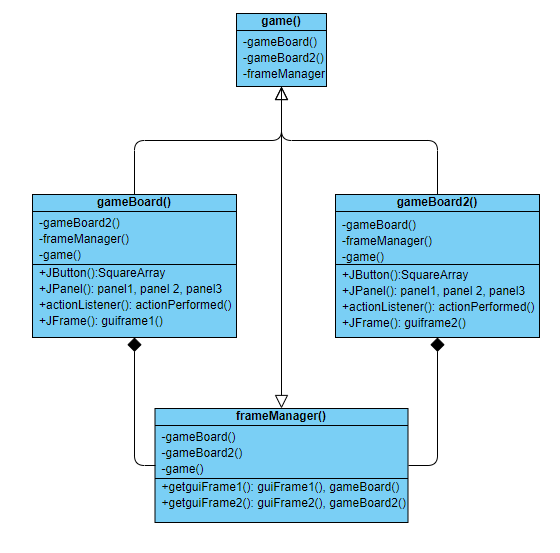 game()
-gameBoard()
-gameBoard2()
-frameManager
gameBoard()
-gameBoard2()
-frameManager()
-game()
+JButton():SquareArray
+JPanel(): panel1, panel 2, panel3
+actionListener(): actionPerformed()
+JFrame(): guiframe1()
gameBoard2()
-gameBoard()
-frameManager()
-game()
+JButton():SquareArray
+JPanel(): panel1, panel 2, panel3
+actionListener(): actionPerformed()
+JFrame(): guiframe2()
frameManager()
-gameBoard()
-gameBoard2()
-game()
+getguiFrame1(): guiFrame1(), gameBoard()
+getguiFrame2(): guiFrame2(), gameBoard2()